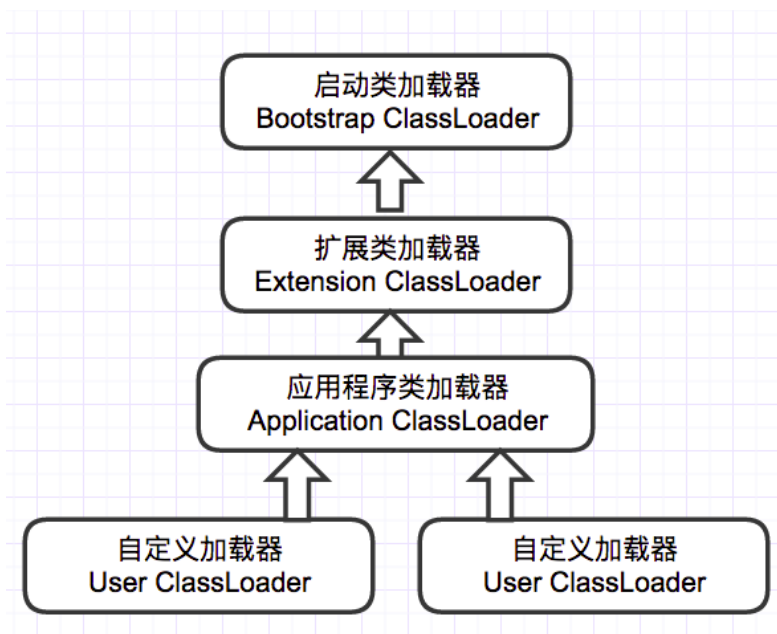 启动类加载器
Bootstrap ClassLoader
扩展类加载器
Extension ClassLoader
应用程序类加载器
Application ClassLoader
自定义加载器
User ClassLoader
自定义加载器
User ClassLoader